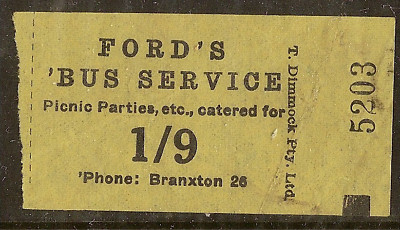 FORD'S
'BUS SERVICE
Picnic Parties, etc., catered for
1/9
'Phone: Branxton 26
T. Dimmock Pty. Ltd.
5203